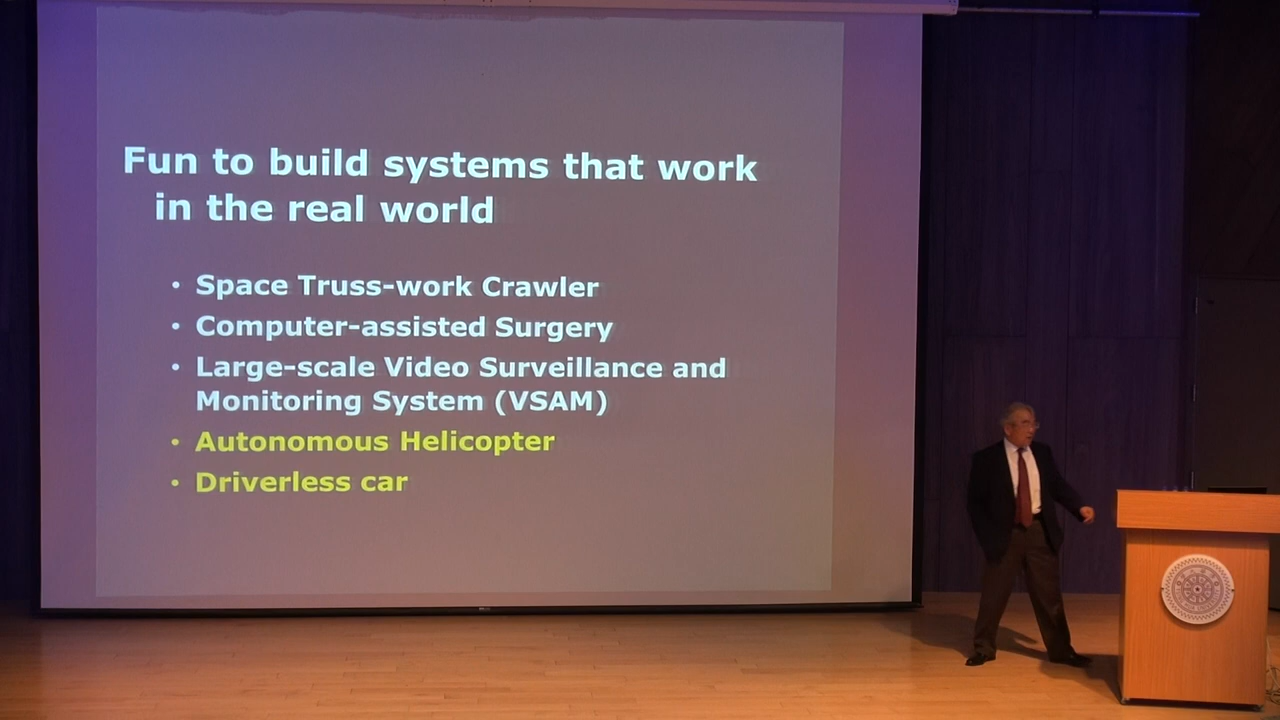 Fun to build systems that work
in the real world
• Space Truss-work Crawler
• Computer-assisted Surgery
• Large-scale Video Surveillance and
Monitoring System (VSAM)
• Autonomous Helicopter
• Driverless car